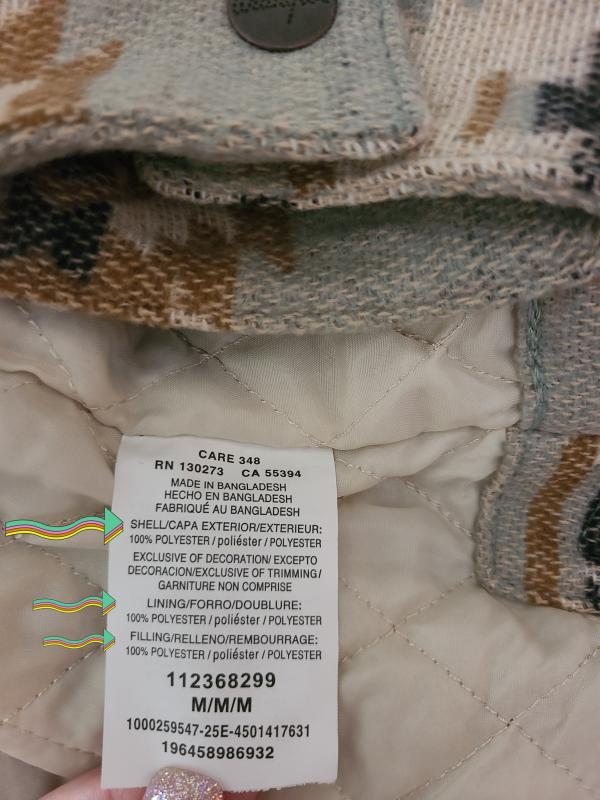 CARE 348
RN 130273 CA 55394
MADE IN BANGLADESH
HECHO EN BANGLADESH
FABRIQUÉ AU BANGLADESH
SHELL/CAPA EXTERIOR/EXTERIEUR:
100% POLYESTER / poliéster / POLYESTER
EXCLUSIVE OF DECORATION/ EXCEPTO
DECORACION/EXCLUSIVE OF TRIMMING/
GARNITURE NON COMPRISE
LINING/FORRO/DOUBLURE:
100% POLYESTER / poliéster / POLYESTER
FILLING/RELLENO/REMBOURRAGE:
100% POLYESTER / poliéster / POLYESTER
112368299
M/M/M
1000259547-25E-4501417631
196458986932